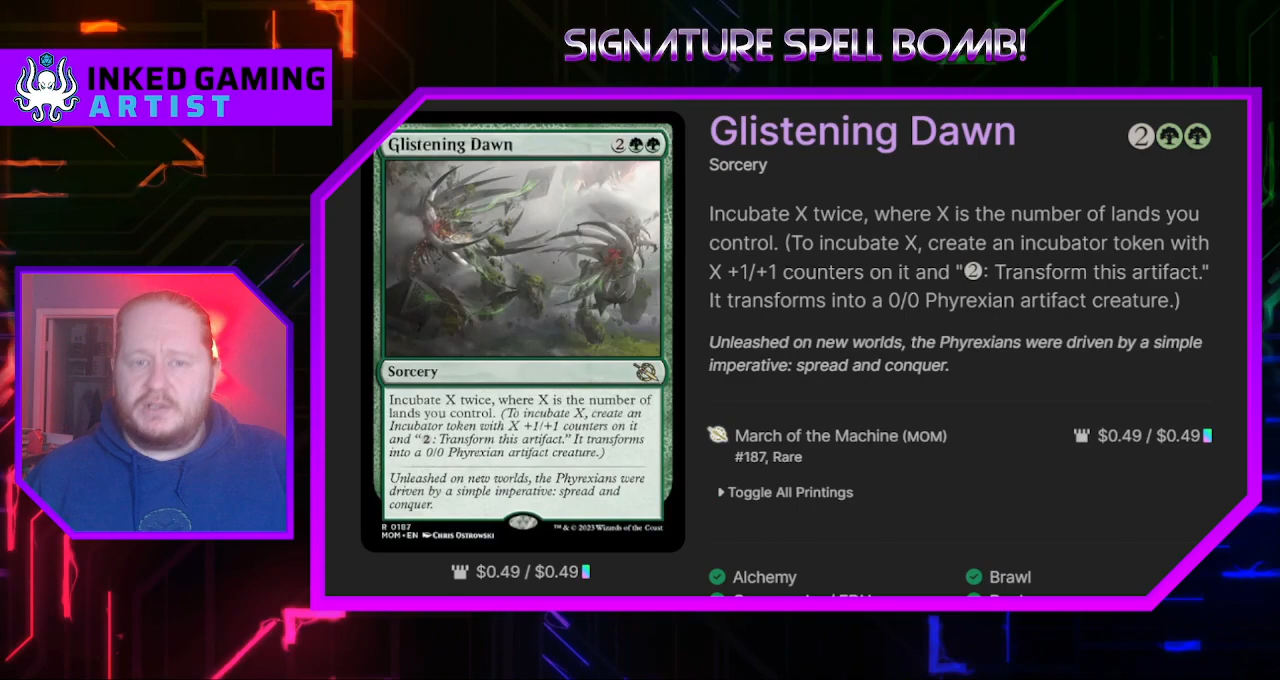 SIGNATURE SPELL BOMB!
INKED GAMING
ARTIST
Glistening Dawn 2
Sorcery
Incubate X twice, where X is the number of
lands you control. (To incubate X, create an
Incubator token with X +1/+1 counters on it
and "2: Transform this artifact." It transforms
into a 0/0 Phyrexian artifact creature.)
Unleashed on new worlds, the Phyrexians were
driven by a simple imperative: spread and
conquer.
R 0187
MOM • EN CHRIS OSTROWSKI
™ & © 2023 Wizards of the Coast
$0.49 / $0.49
Glistening Dawn 2
Sorcery
Incubate X twice, where X is the number of lands you
control. (To incubate X, create an incubator token with
X +1/+1 counters on it and "2: Transform this artifact."
It transforms into a 0/0 Phyrexian artifact creature.)
Unleashed on new worlds, the Phyrexians were driven by a simple
imperative: spread and conquer.
March of the Machine (MOM) $0.49 / $0.49
#187, Rare
Toggle All Printings
Alchemy Brawl